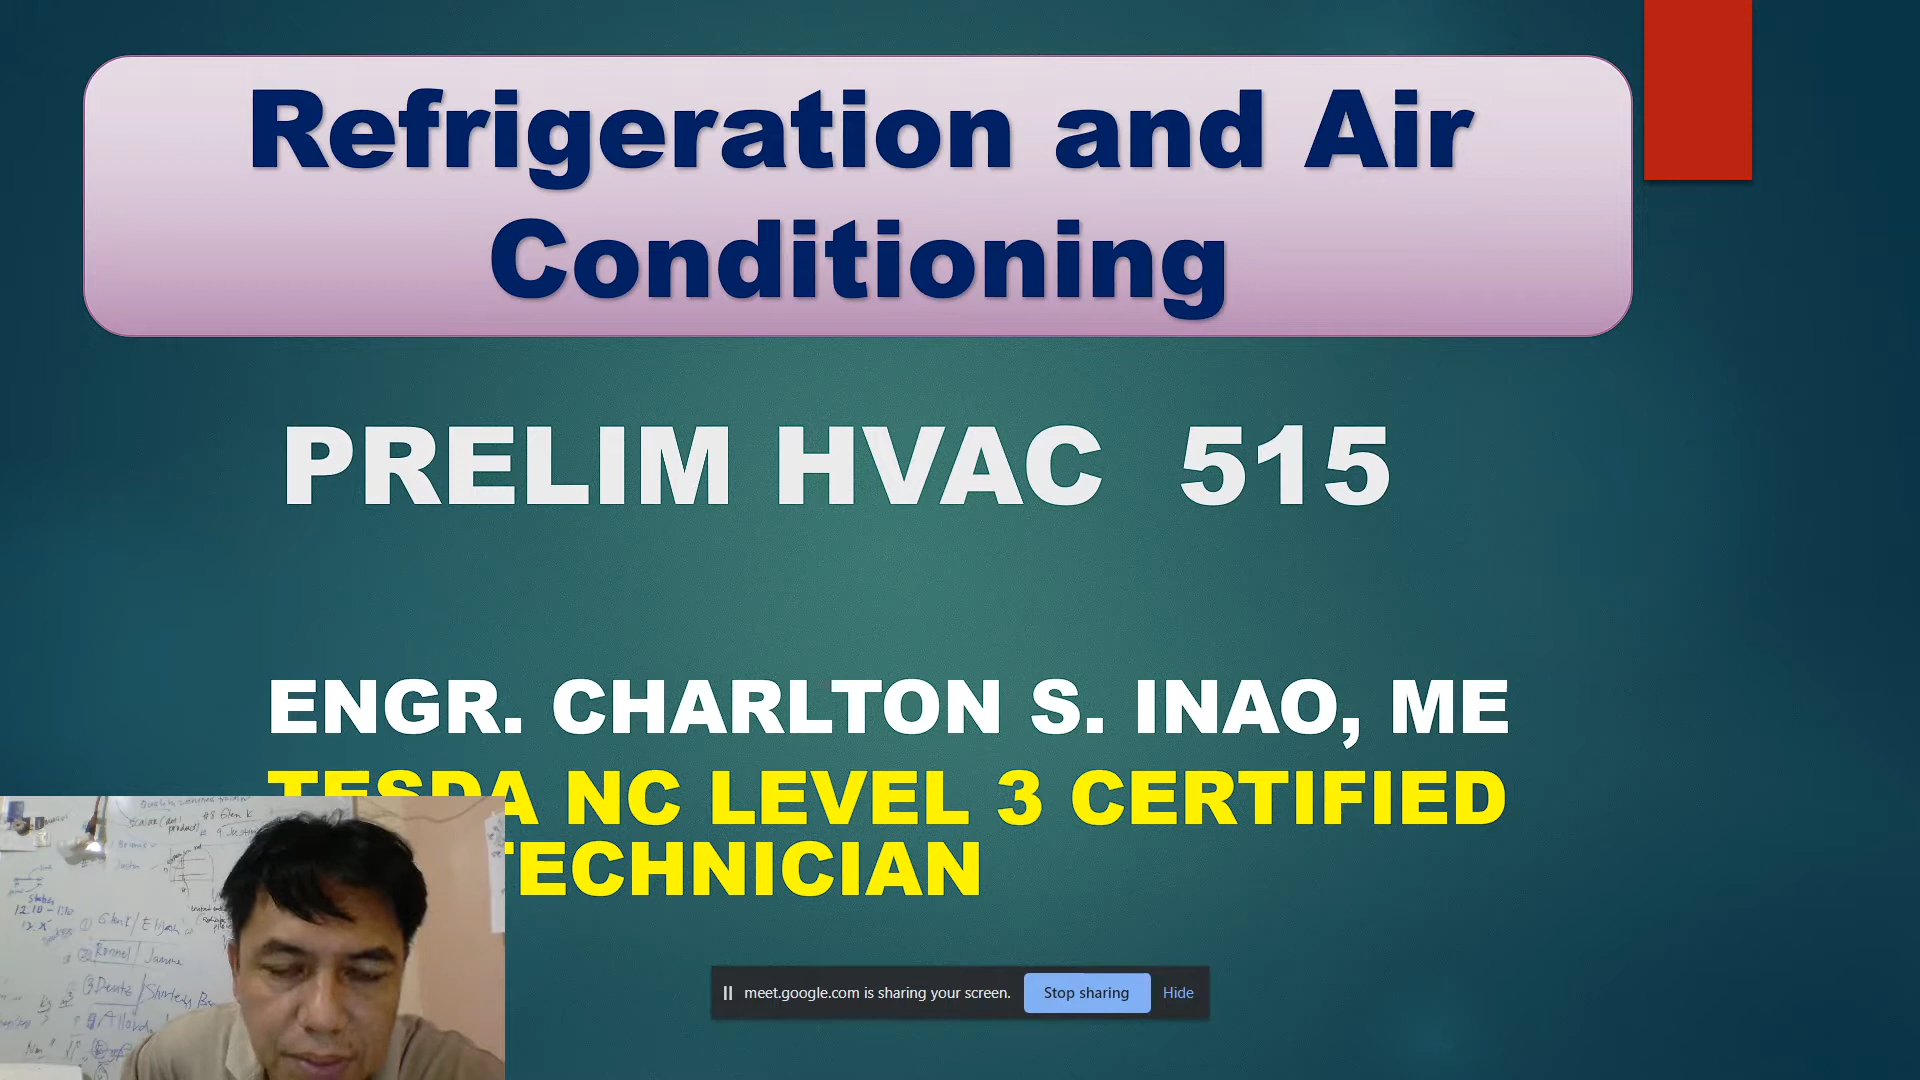 Refrigeration and Air
Conditioning
PRELIM HVAC 515
ENGR. CHARLTON S. INAO, ME
TESDA NC LEVEL 3 CERTIFIED
TECHNICIAN
meet.google.com is sharing your screen.
Stop sharing
Hide